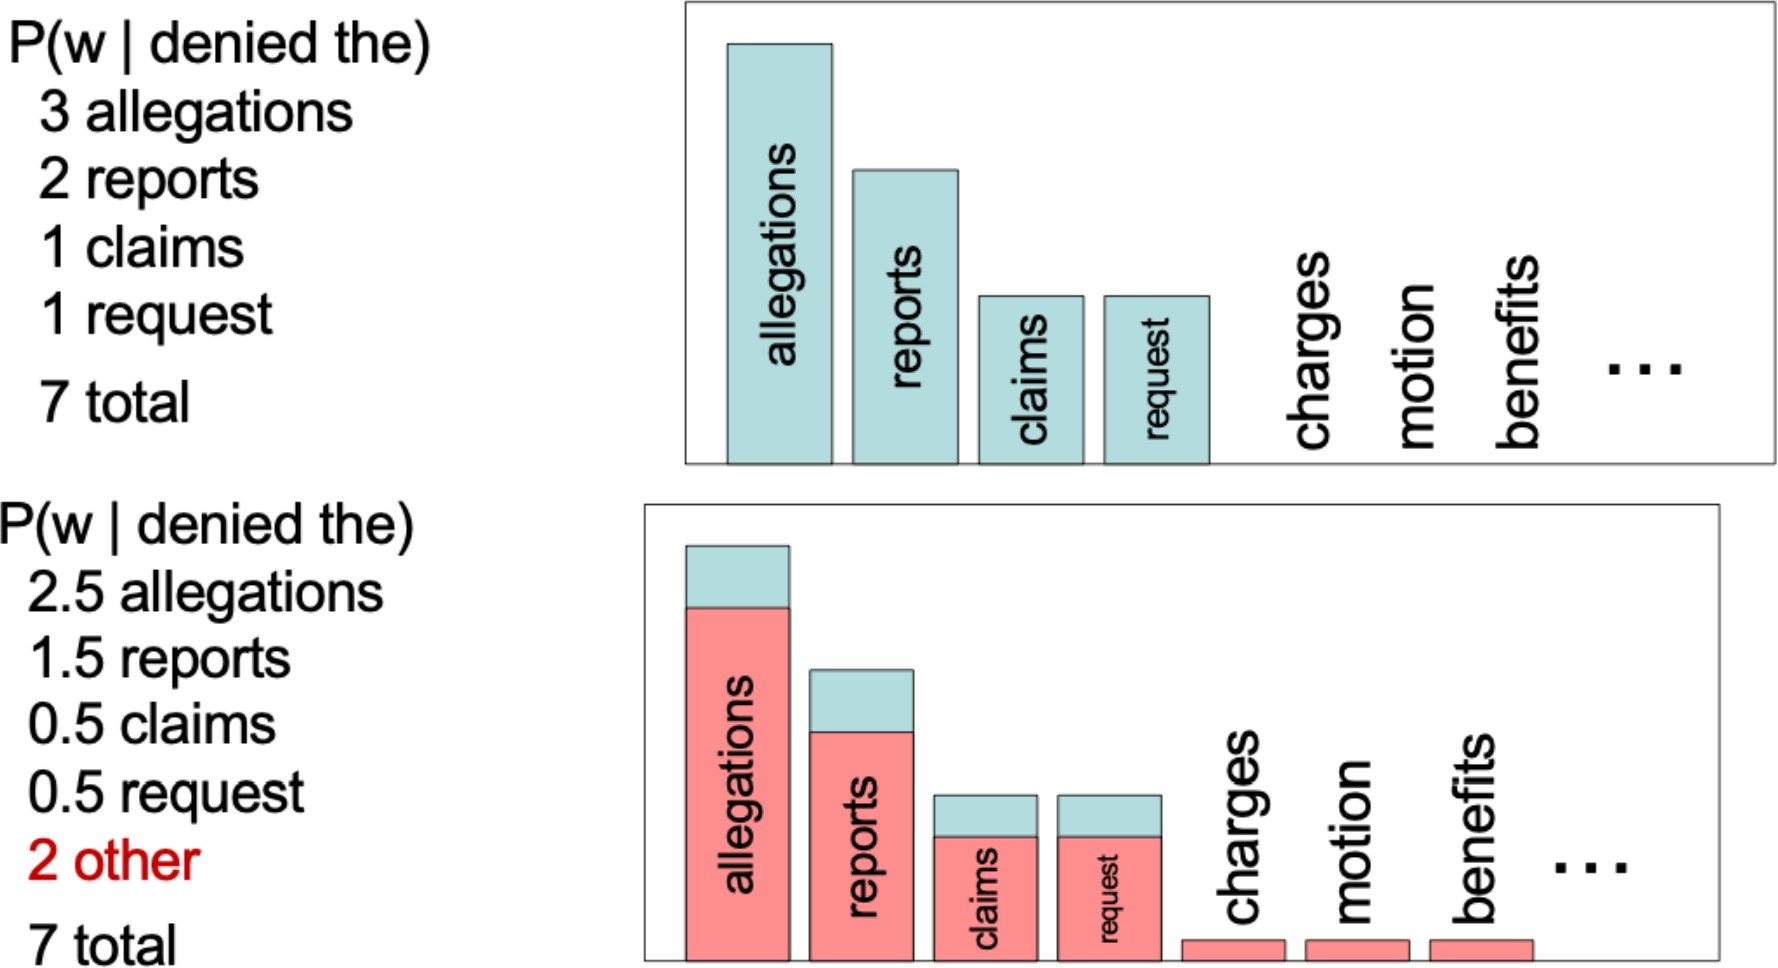 P(w | denied the)
3 allegations
2 reports
1 claims
1 request
7 total
allegations
reports
claims
request
charges
motion
benefits
...
P(w | denied the)
2.5 allegations
1.5 reports
0.5 claims
0.5 request
2 other
7 total
allegations
reports
claims
request
charges
motion
benefits
...